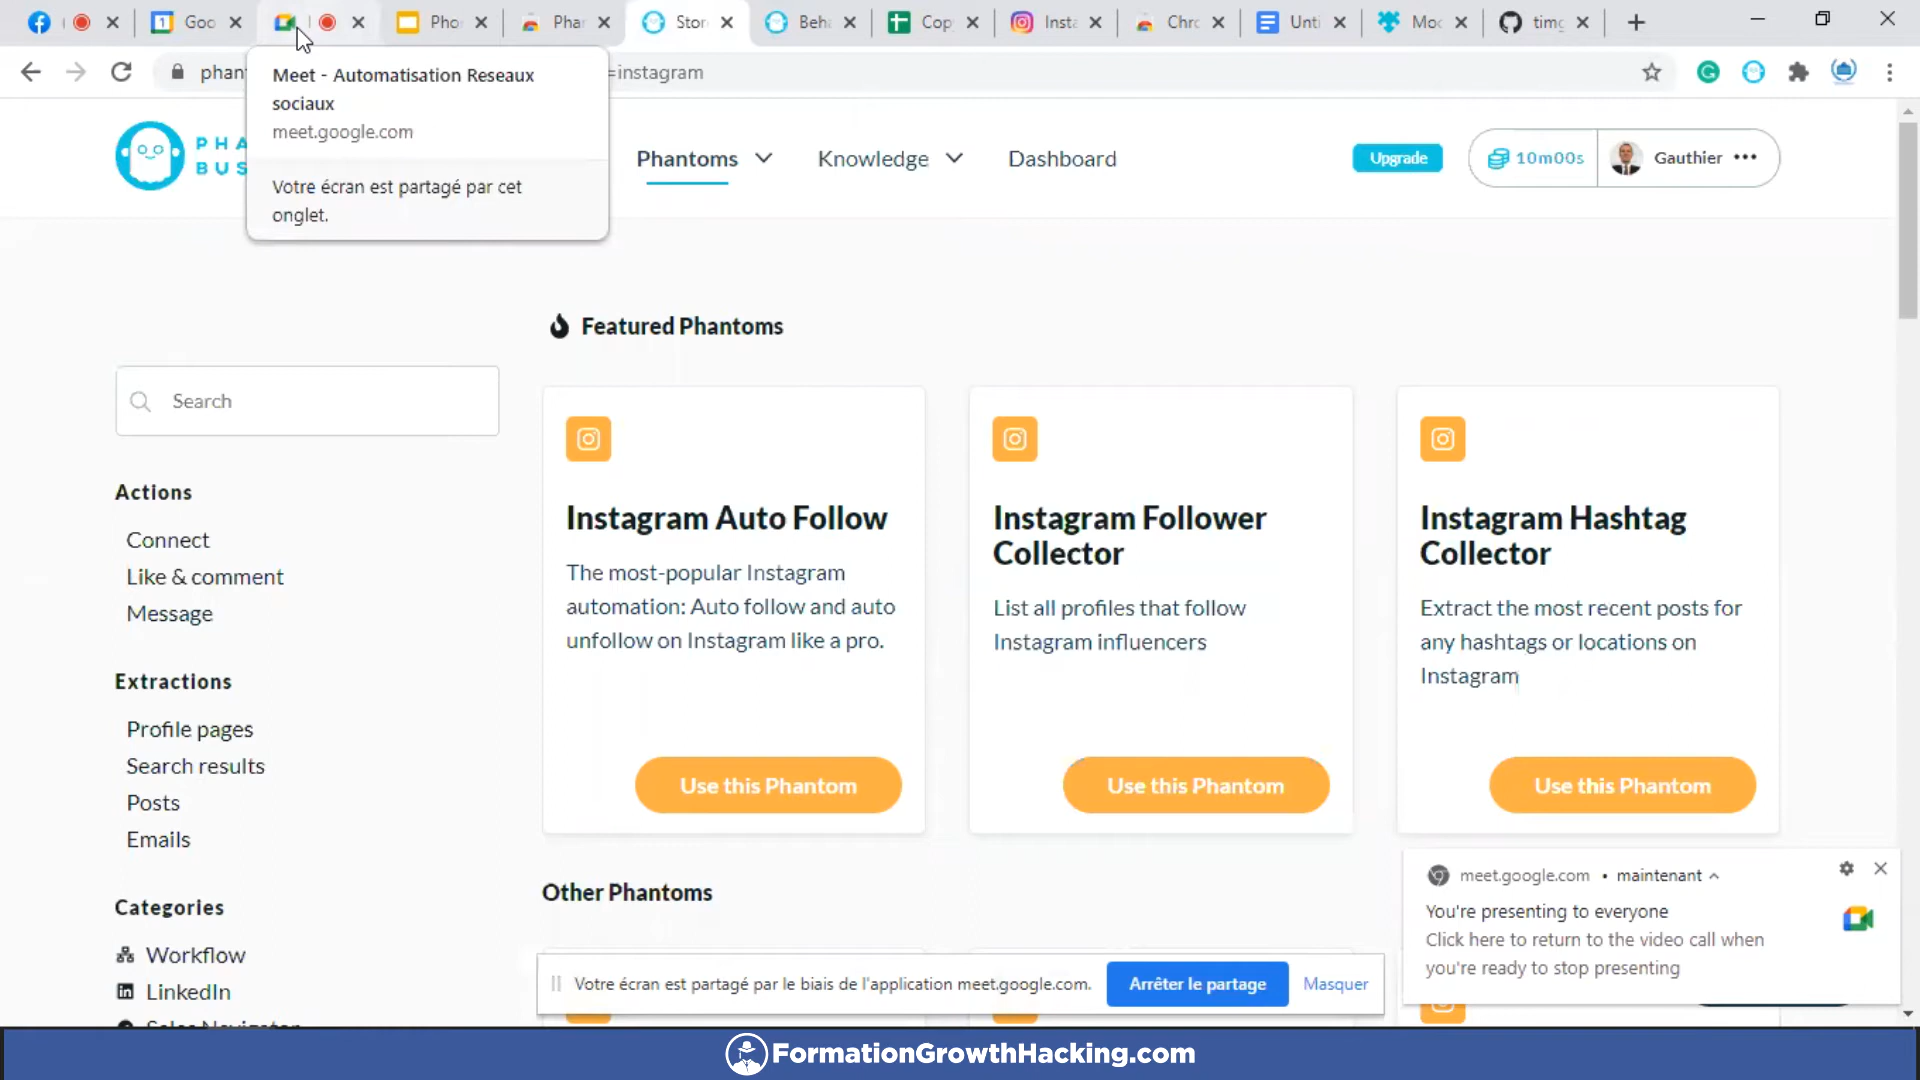 Goo
Pho
Phar
Stor
Beha
Cop
Insta
Chro
Unti
Moc
timg
phant
=instagram
Meet - Automatisation Reseaux
sociaux
meet.google.com
Votre écran est partagé par cet
onglet.
PHA
BUS
Phantoms
Knowledge
Dashboard
Upgrade
10m00s
Gauthier
Featured Phantoms
Search
Actions
Connect
Like & comment
Message
Extractions
Profile pages
Search results
Posts
Emails
Categories
Workflow
LinkedIn
Sales Navigator
Instagram Auto Follow
The most-popular Instagram
automation: Auto follow and auto
unfollow on Instagram like a pro.
Use this Phantom
Instagram Follower
Collector
List all profiles that follow
Instagram influencers
Use this Phantom
Instagram Hashtag
Collector
Extract the most recent posts for
any hashtags or locations on
Instagram
Use this Phantom
Other Phantoms
meet.google.com • maintenant
You're presenting to everyone
Click here to return to the video call when
you're ready to stop presenting
Votre écran est partagé par le biais de l'application meet.google.com.
Arrêter le partage
Masquer
FormationGrowthHacking.com